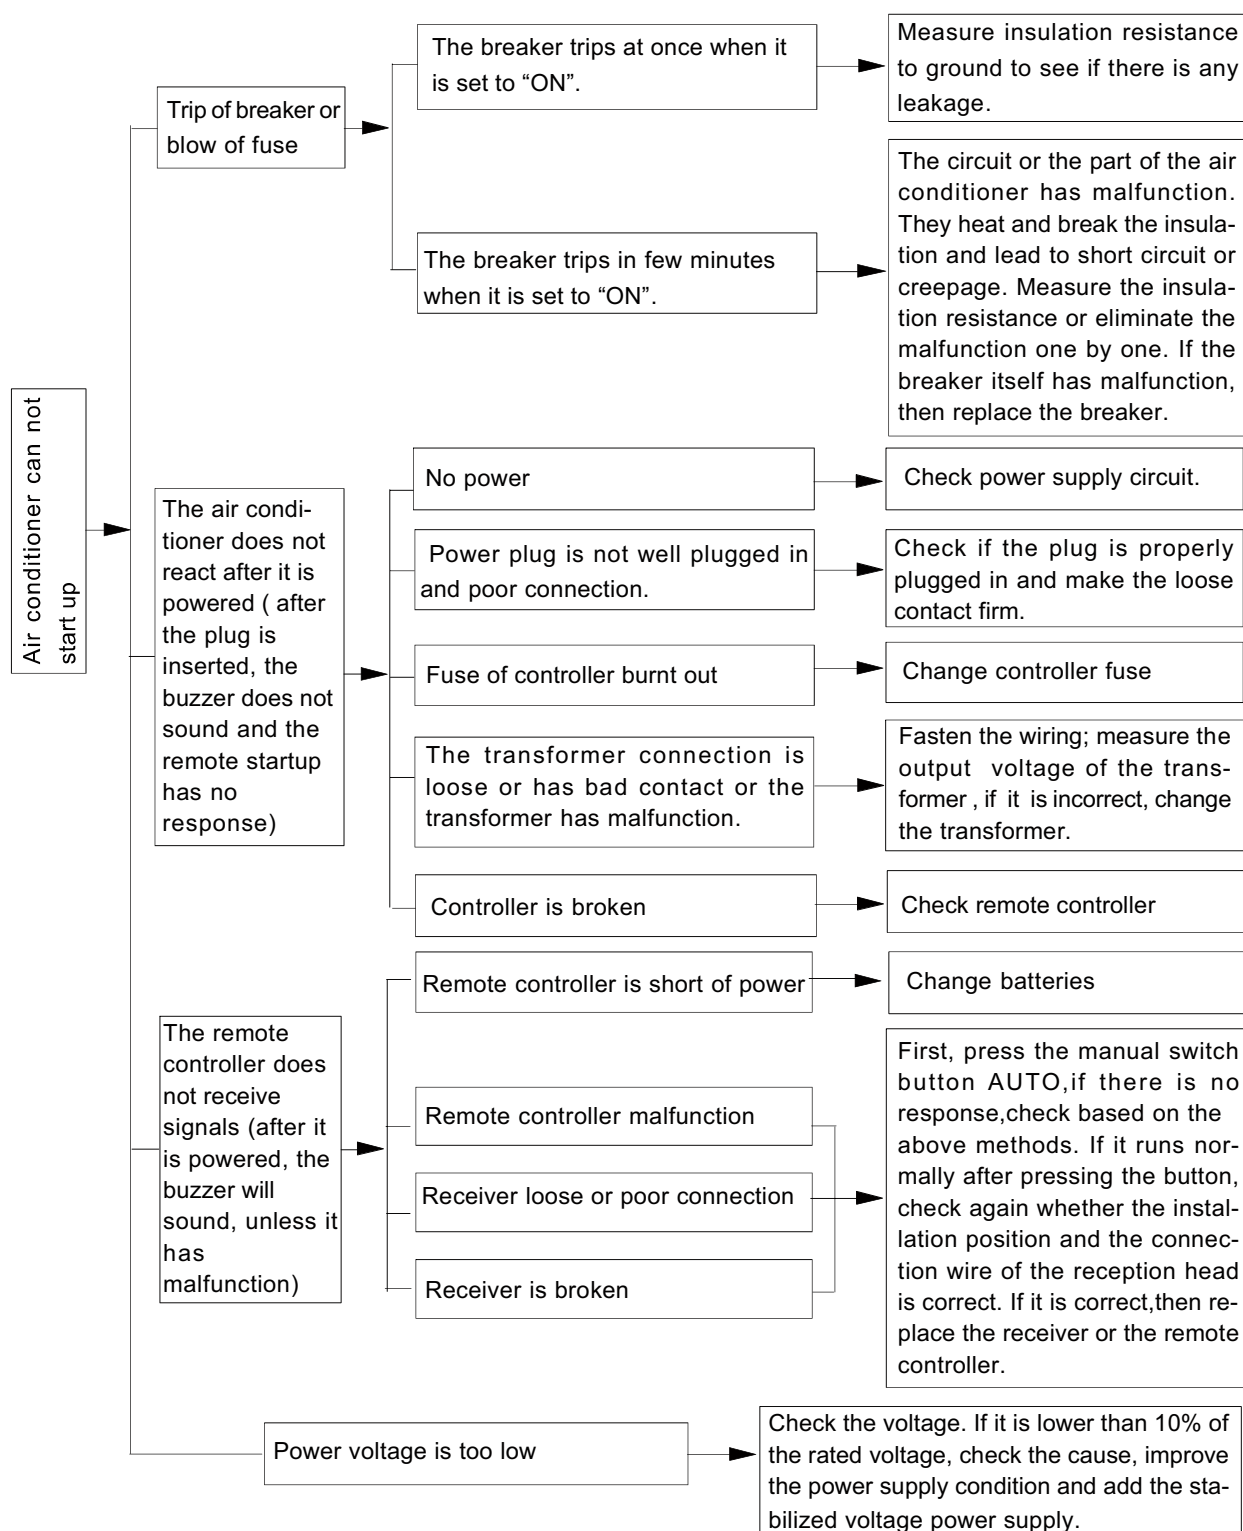 Air conditioner can not
start up
Trip of breaker or
blow of fuse
The breaker trips at once when it
is set to “ON”.
Measure insulation resistance
to ground to see if there is any
leakage.
The breaker trips in few minutes
when it is set to “ON”.
The circuit or the part of the air
conditioner has malfunction.
They heat and break the insula-
tion and lead to short circuit or
creepage. Measure the insula-
tion resistance or eliminate the
malfunction one by one. If the
breaker itself has malfunction,
then replace the breaker.
The air condi-
tioner does not
react after it is
powered ( after
the plug is
inserted, the
buzzer does not
sound and the
remote startup
has no
response)
No power
Check power supply circuit.
Power plug is not well plugged in
and poor connection.
Check if the plug is properly
plugged in and make the loose
contact firm.
Fuse of controller burnt out
Change controller fuse
The transformer connection is
loose or has bad contact or the
transformer has malfunction.
Fasten the wiring; measure the
output voltage of the trans-
former , if it is incorrect, change
the transformer.
Controller is broken
Check remote controller
The remote
controller does
not receive
signals (after it
is powered, the
buzzer will
sound, unless it
has
malfunction)
Remote controller is short of power
Change batteries
Remote controller malfunction
Receiver loose or poor connection
Receiver is broken
First, press the manual switch
button AUTO,if there is no
response,check based on the
above methods. If it runs nor-
mally after pressing the button,
check again whether the instal-
lation position and the connec-
tion wire of the reception head
is correct. If it is correct,then re-
place the receiver or the remote
controller.
Power voltage is too low
Check the voltage. If it is lower than 10% of
the rated voltage, check the cause, improve
the power supply condition and add the sta-
bilized voltage power supply.